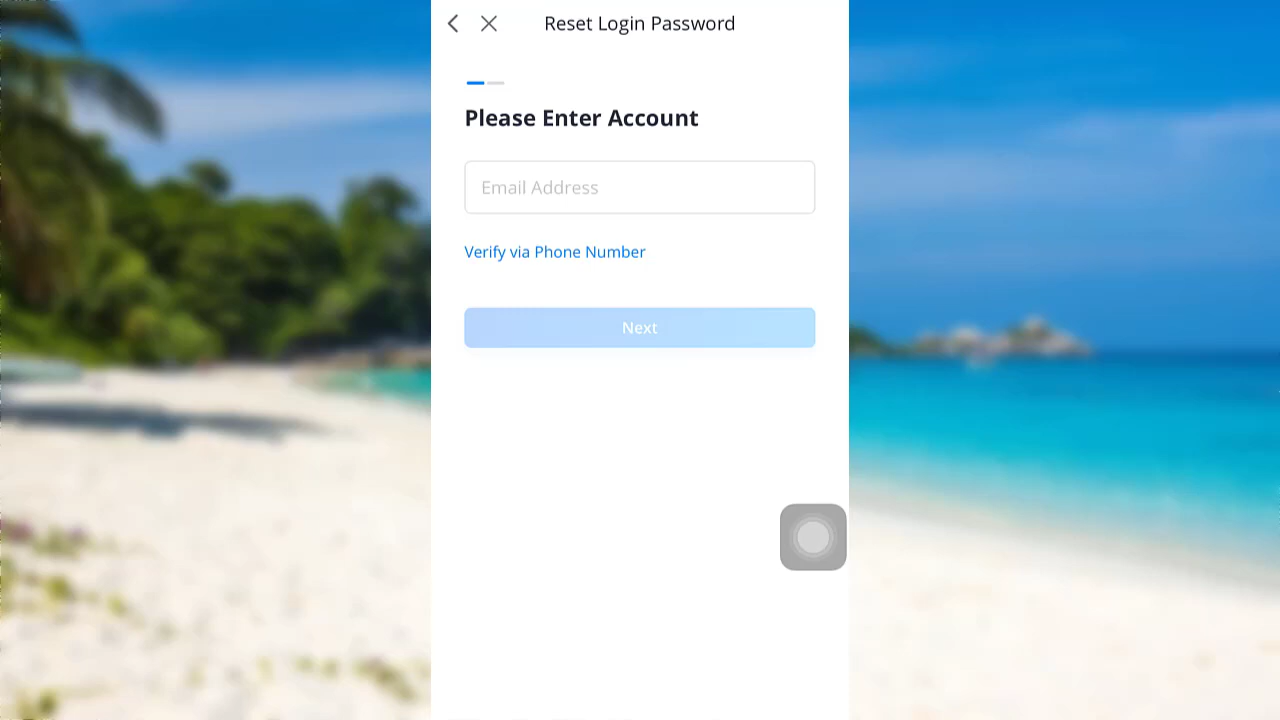 Reset Login Password
Please Enter Account
Email Address
Verify via Phone Number
Next